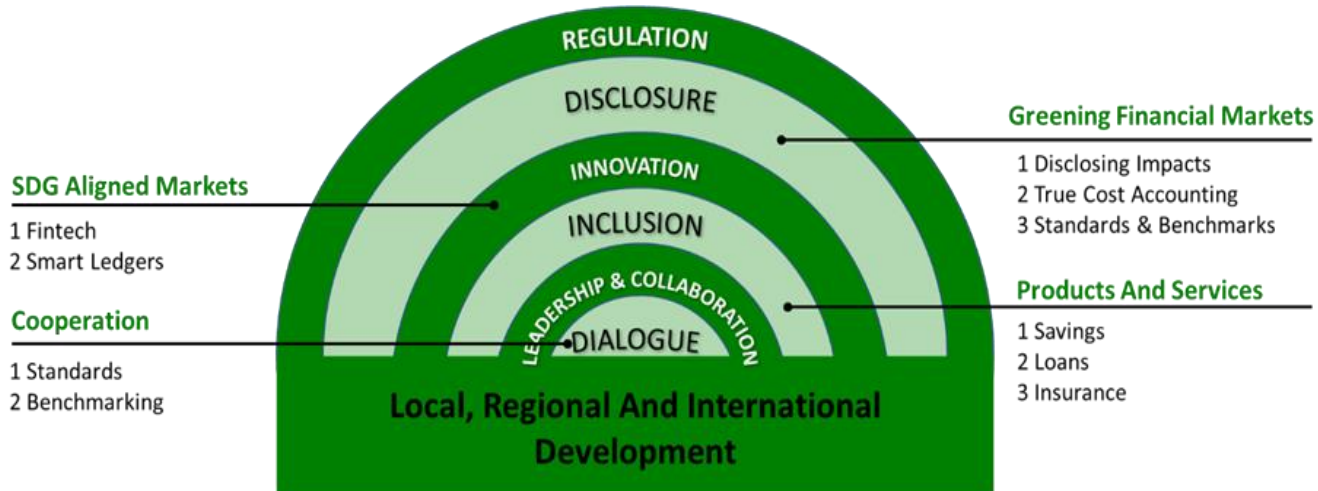 REGULATION
DISCLOSURE
INNOVATION
INCLUSION
LEADERSHIP & COLLABORATION
DIALOGUE
Local, Regional And International
Development
SDG Aligned Markets
1 Fintech
2 Smart Ledgers
Cooperation
1 Standards
2 Benchmarking
Greening Financial Markets
1 Disclosing Impacts
2 True Cost Accounting
3 Standards & Benchmarks
Products And Services
1 Savings
2 Loans
3 Insurance